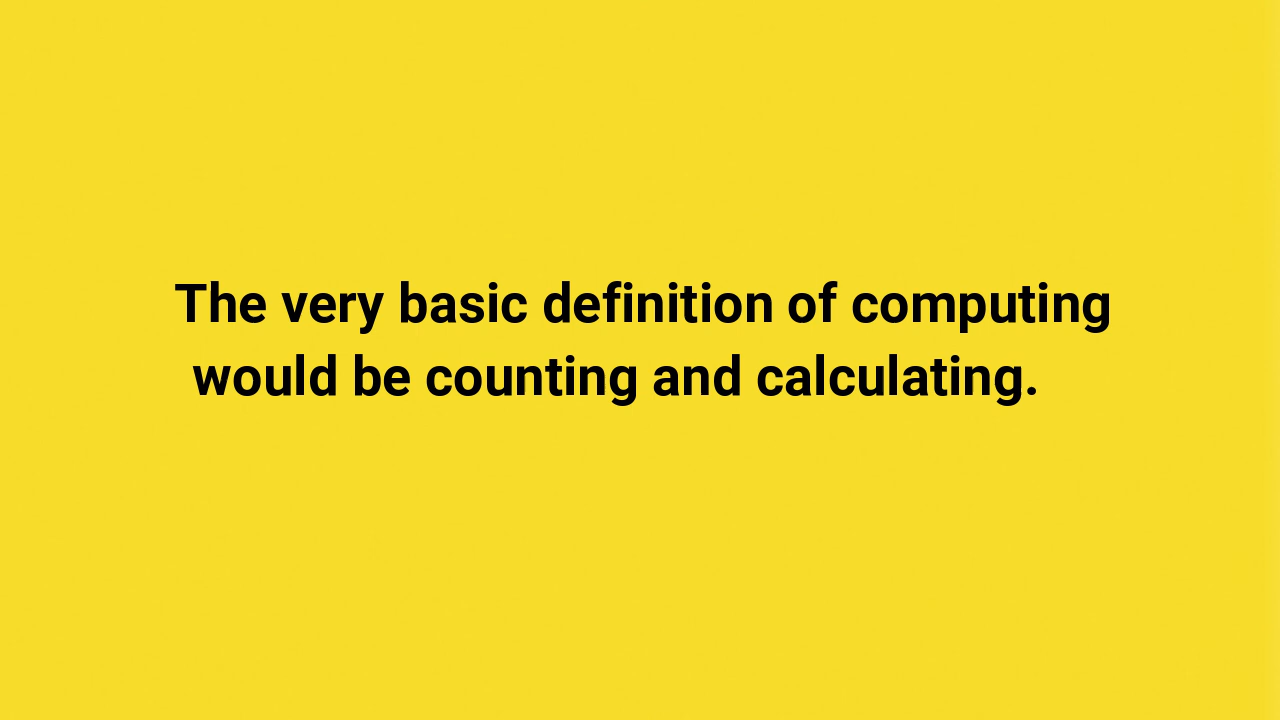 The very basic definition of computing
would be counting and calculating.